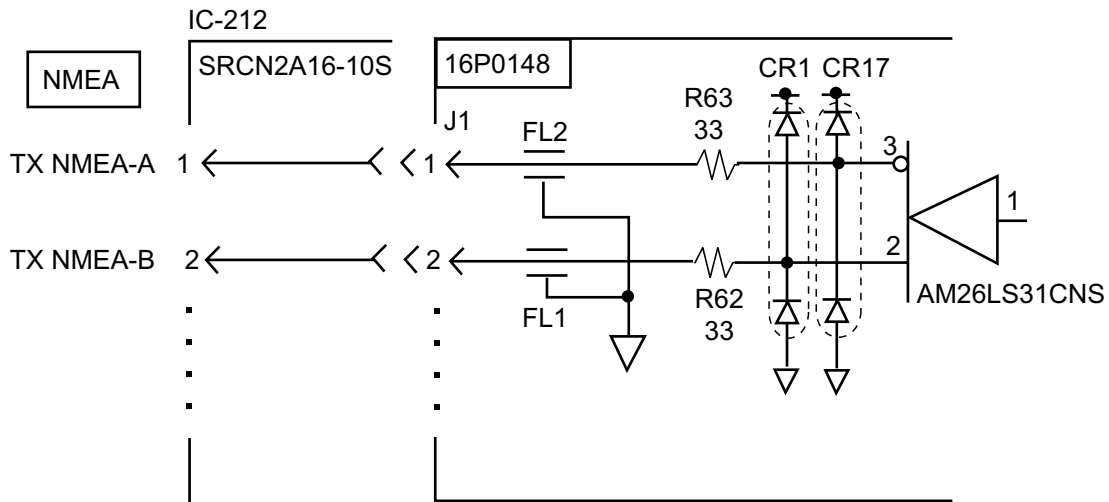 IC-212
SRCN2A16-10S
16P0148
NMEA
CR1 CR17
R63
33
J1
FL2
TX NMEA-A 1 1 3
1
TX NMEA-B 2 2 2
AM26LS31CNS
FL1
R62
33